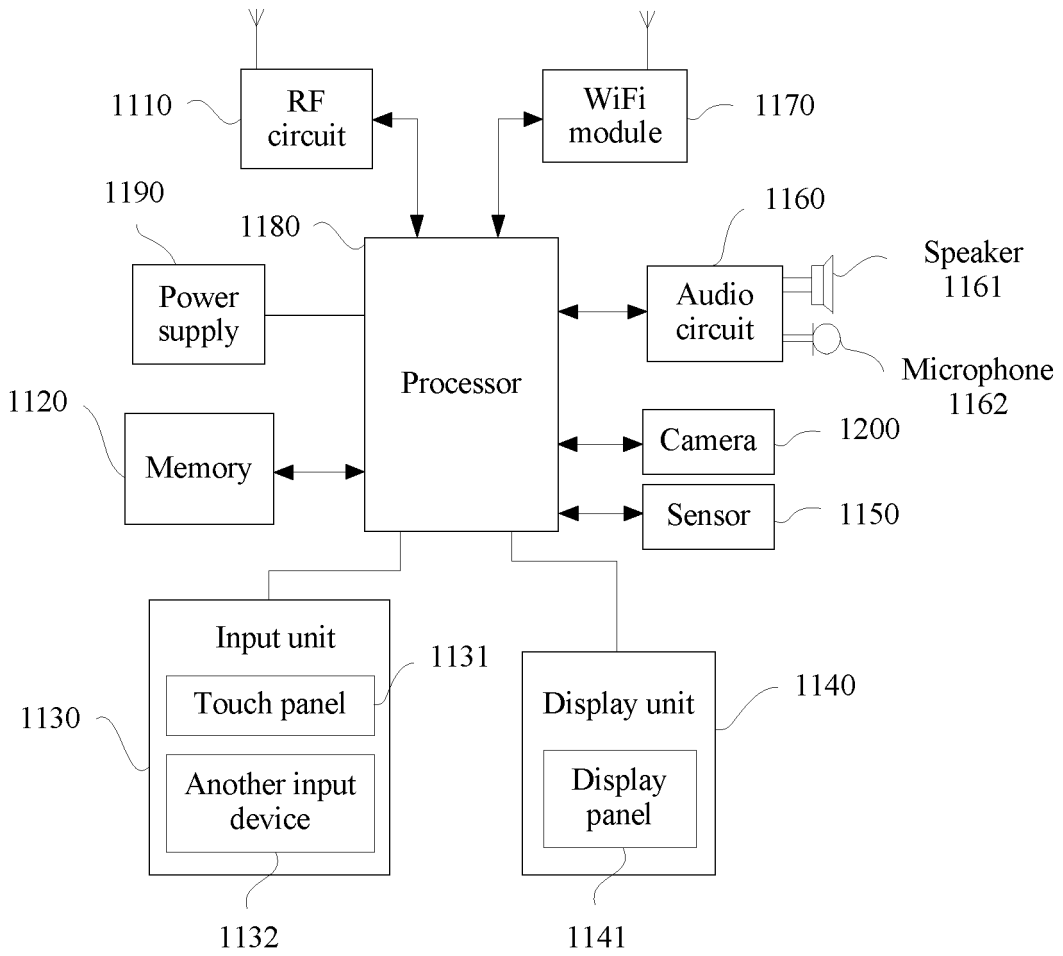 1110
RF
circuit
WiFi
module
1170
1190
1180
1160
Power
supply
Audio
circuit
Speaker
1161
Processor
Microphone
1162
1120
Memory
Camera
1200
Sensor
1150
Input unit
1131
Touch panel
1130
Another input
device
1132
Display unit
1140
Display
panel
1141